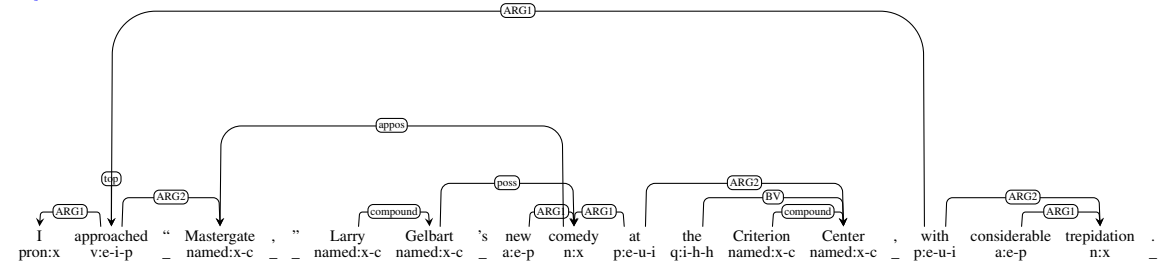 ARG1
appos
top
ARG2 poss ARG2 BV ARG2
ARG1 compound ARG1 ARG1 compound ARG1
I approached “ Mastergate , ” Larry Gelbart 's new comedy at the Criterion Center , with considerable trepidation .
pron:x v:e-i-p _ named:x-c _ _ named:x-c named:x-c _ a:e-p n:x p:e-u-i q:i-h-h named:x-c named:x-c _ p:e-u-i a:e-p n:x _